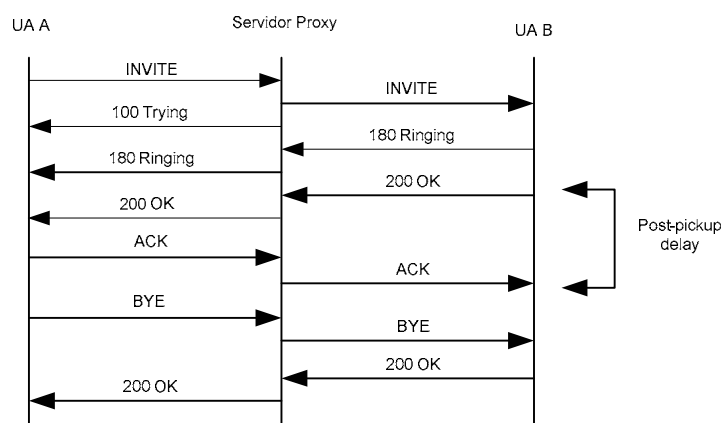 UA A
Servidor Proxy
UA B
INVITE
INVITE
100 Trying
180 Ringing
180 Ringing
200 OK
200 OK
Post-pickup
delay
ACK
ACK
BYE
BYE
200 OK
200 OK